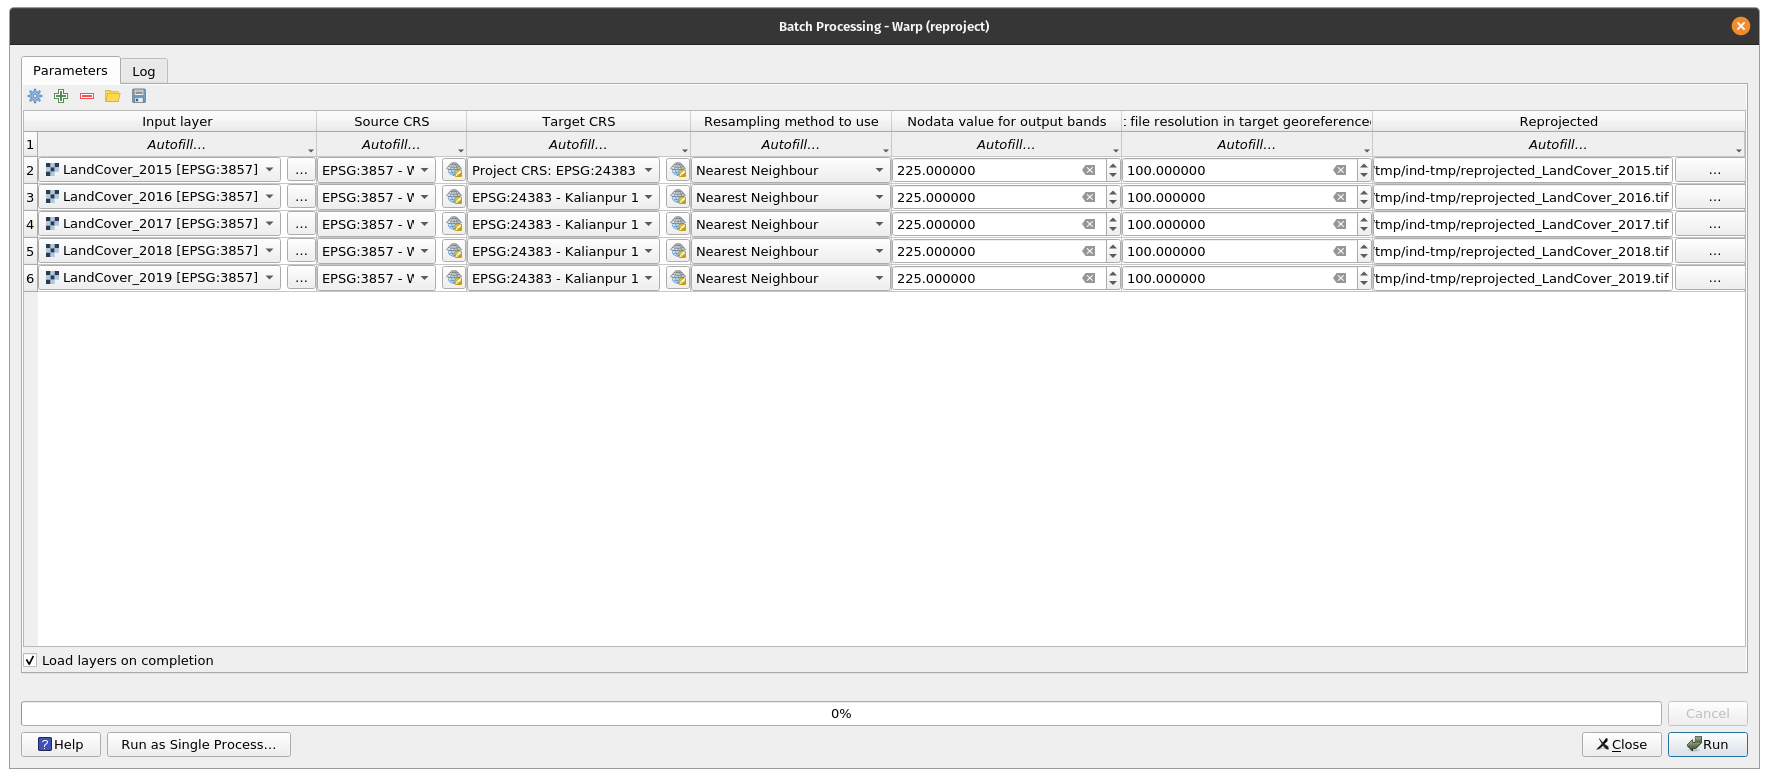 Batch Processing - Warp (reproject)
Parameters Log
Input layer Source CRS Target CRS Resampling method to use Nodata value for output bands : file resolution in target georeference Reprojected
1 Autofill... Autofill... Autofill... Autofill... Autofill... Autofill... Autofill...
2 LandCover_2015 [EPSG:3857] ... EPSG:3857 - W Project CRS: EPSG:24383 Nearest Neighbour 225.000000 100.000000 tmp/ind-tmp/reprojected_LandCover_2015.tif ...
3 LandCover_2016 [EPSG:3857] ... EPSG:3857 - W EPSG:24383 - Kalianpur 1 Nearest Neighbour 225.000000 100.000000 tmp/ind-tmp/reprojected_LandCover_2016.tif ...
4 LandCover_2017 [EPSG:3857] ... EPSG:3857 - W EPSG:24383 - Kalianpur 1 Nearest Neighbour 225.000000 100.000000 tmp/ind-tmp/reprojected_LandCover_2017.tif ...
5 LandCover_2018 [EPSG:3857] ... EPSG:3857 - W EPSG:24383 - Kalianpur 1 Nearest Neighbour 225.000000 100.000000 tmp/ind-tmp/reprojected_LandCover_2018.tif ...
6 LandCover_2019 [EPSG:3857] ... EPSG:3857 - W EPSG:24383 - Kalianpur 1 Nearest Neighbour 225.000000 100.000000 tmp/ind-tmp/reprojected_LandCover_2019.tif ...
Load layers on completion
0% Cancel
? Help Run as Single Process... Close Run